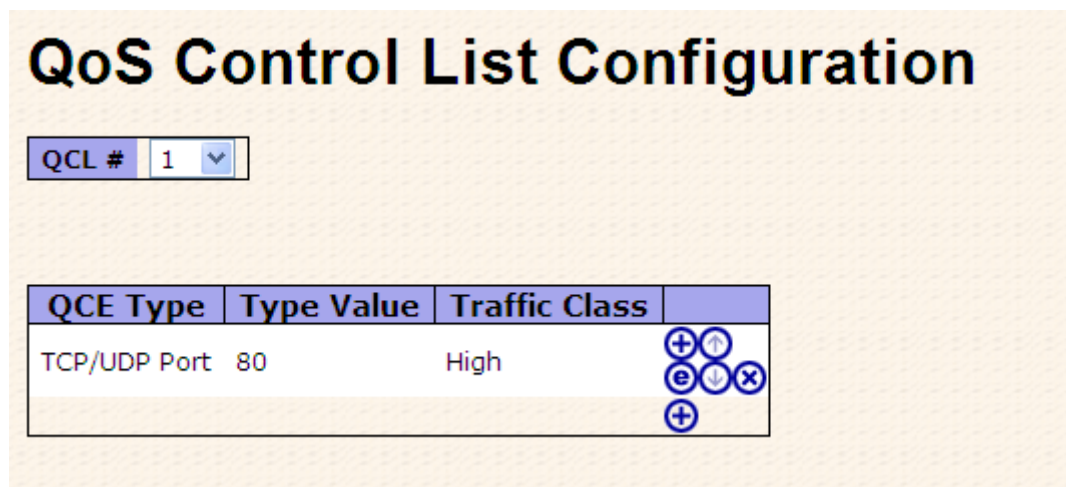 QoS Control List Configuration
QCL # 1
QCE Type Type Value Traffic Class
TCP/UDP Port 80 High
e